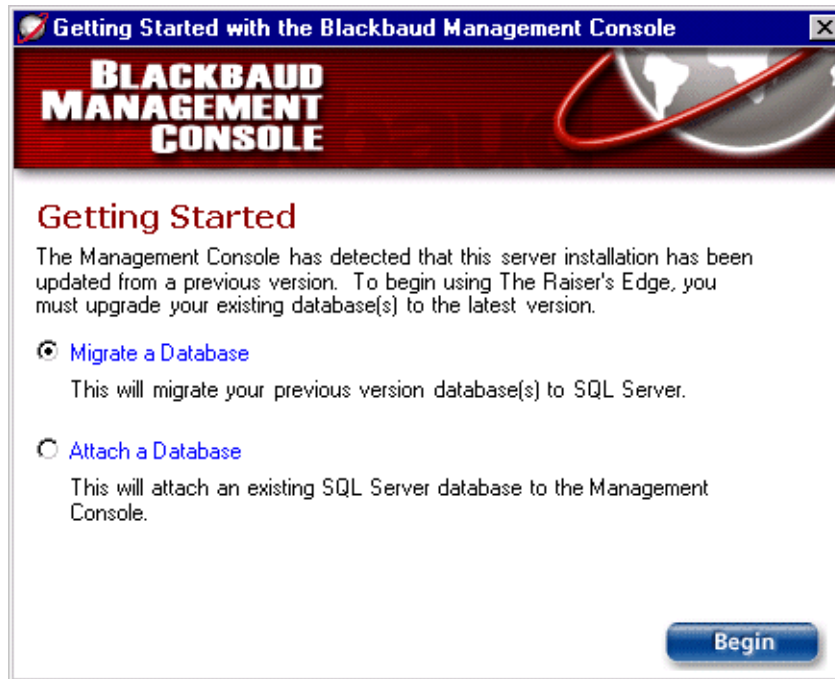 Getting Started with the Blackbaud Management Console
BLACKBAUD
MANAGEMENT
CONSOLE
Getting Started
The Management Console has detected that this server installation has been
updated from a previous version. To begin using The Raiser's Edge, you
must upgrade your existing database(s) to the latest version.
Migrate a Database
This will migrate your previous version database(s) to SQL Server.
Attach a Database
This will attach an existing SQL Server database to the Management
Console.
Begin